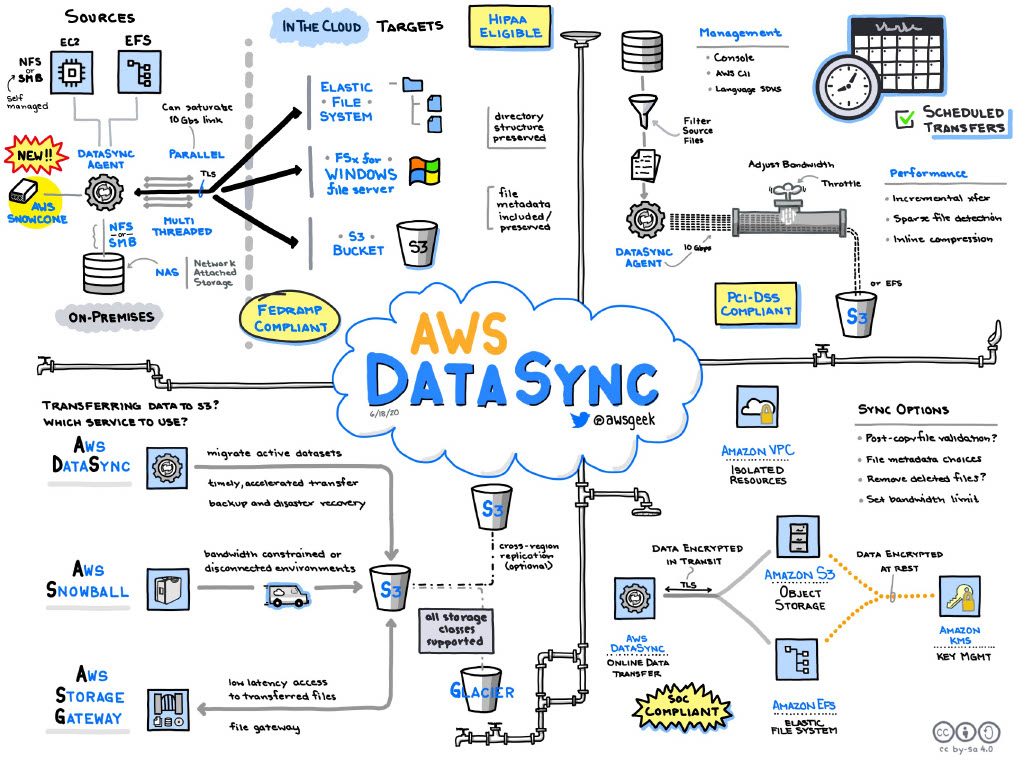 SOURCES
EC2
EFS
NFS
or
SMB
self
managed
NEW!!
AWS
SNOWCONE
DATASYNC
AGENT
Can saturate
10 Gbs link
PARALLEL
TLS
MULTI
THREADED
NFS
-or-
SMB
NAS
Network
Attached
Storage
ON-PREMISES
IN THE CLOUD TARGETS
ELASTIC
FILE
SYSTEM
directory
structure
preserved
FSx for
WINDOWS
file server
file
metadata
included/
preserved
S3
BUCKET
S3
FEDRAMP
COMPLIANT
HIPAA
ELIGIBLE
Management
Console
AWS CLI
Language SDKs
Filter
Source
Files
SCHEDULED
TRANSFERS
Adjust Bandwidth
Throttle
DATASYNC
AGENT
10 Gbps
or EFS
S3
PCI-DSS
COMPLIANT
Performance
Incremental xfer
Sparse file detection
Inline compression
AWS
DATASYNC
6/18/20
@awsgeek
TRANSFERRING DATA TO S3?
WHICH SERVICE TO USE?
AWS
DATASYNC
migrate active datasets
timely, accelerated transfer
backup and disaster recovery
AWS
SNOWBALL
bandwidth constrained or
disconnected environments
AWS
STORAGE
GATEWAY
low latency access
to transferred files
file gateway
S3
S3
cross-region
replication
(optional)
all storage
classes
supported
GLACIER
AMAZON VPC
ISOLATED
RESOURCES
SYNC OPTIONS
Post-copy file validation?
File metadata choices
Remove deleted files?
Set bandwidth limit
DATA ENCRYPTED
IN TRANSIT
TLS
AWS
DATASYNC
ONLINE DATA
TRANSFER
AMAZON S3
OBJECT
STORAGE
DATA ENCRYPTED
AT REST
AMAZON
KMS
KEY MGMT
AMAZON EFS
ELASTIC
FILE SYSTEM
SOC
COMPLIANT
cc by-sa 4.0